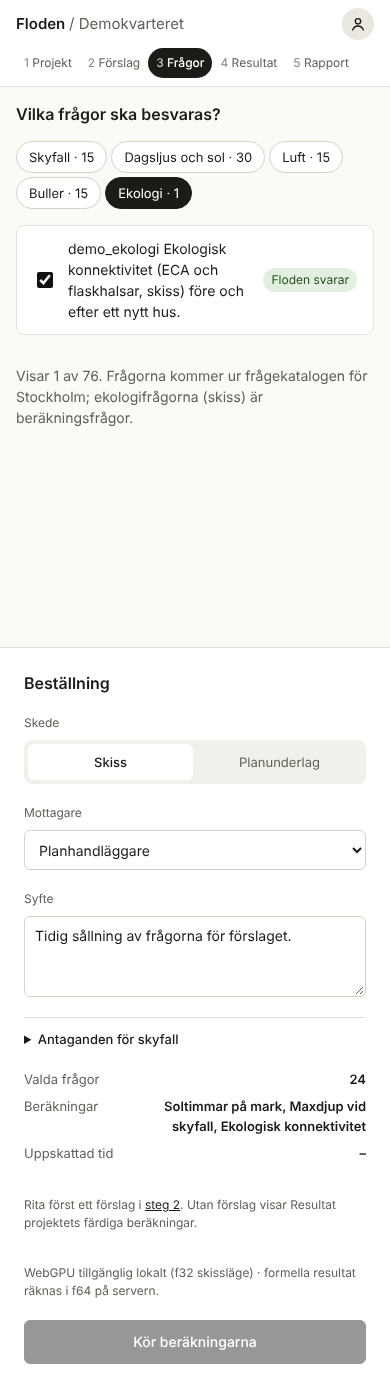 Floden / Demokvarteret
1 Projekt 2 Förslag 3 Frågor 4 Resultat 5 Rapport
Vilka frågor ska besvaras?
Skyfall · 15 Dagsljus och sol · 30 Luft · 15
Buller · 15 Ekologi · 1
demo_ekologi Ekologisk
konnektivitet (ECA och
flaskhalsar, skiss) före och
efter ett nytt hus.
Floden svarar
Visar 1 av 76. Frågorna kommer ur frågekatalogen för
Stockholm; ekologifrågorna (skiss) är
beräkningsfrågor.
Beställning
Skede
Skiss Planunderlag
Mottagare
Planhandläggare
Syfte
Tidig sållning av frågorna för förslaget.
Antaganden för skyfall
Valda frågor 24
Beräkningar Soltimmar på mark, Maxdjup vid
skyfall, Ekologisk konnektivitet
Uppskattad tid –
Rita först ett förslag i steg 2. Utan förslag visar Resultat
projektets färdiga beräkningar.
WebGPU tillgänglig lokalt (f32 skissläge) · formella resultat
räknas i f64 på servern.
Kör beräkningarna